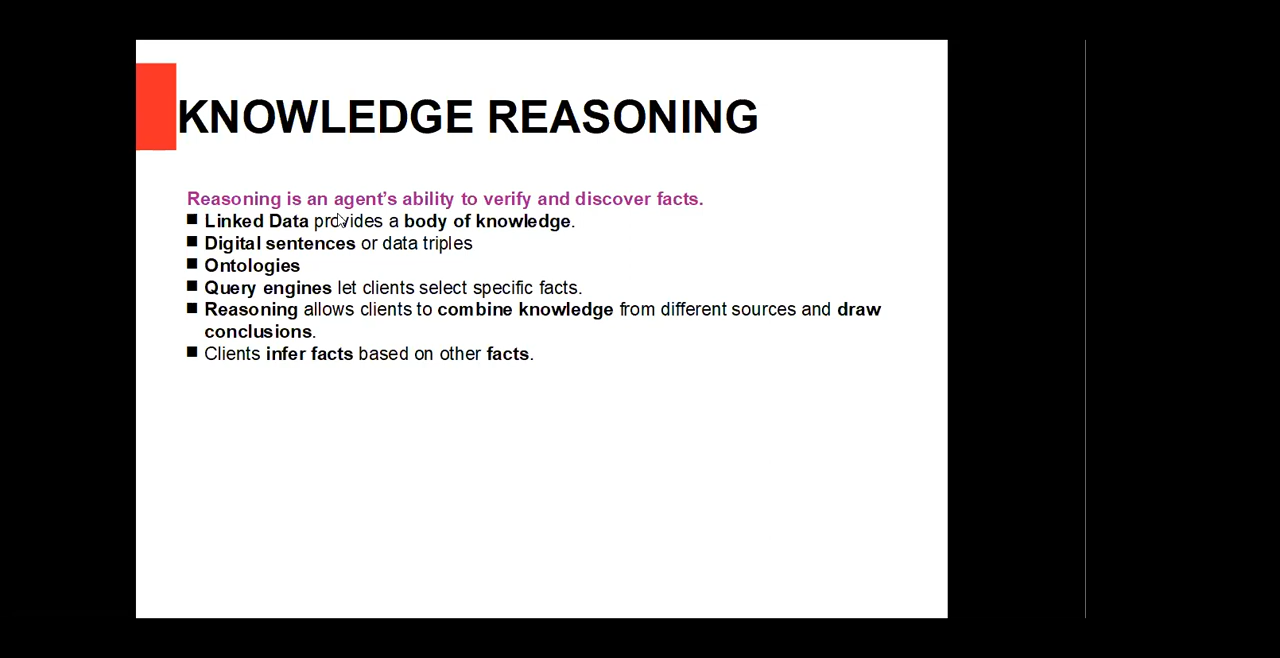 KNOWLEDGE REASONING
Reasoning is an agent’s ability to verify and discover facts.
■ Linked Data provides a body of knowledge.
■ Digital sentences or data triples
■ Ontologies
■ Query engines let clients select specific facts.
■ Reasoning allows clients to combine knowledge from different sources and draw
conclusions.
■ Clients infer facts based on other facts.